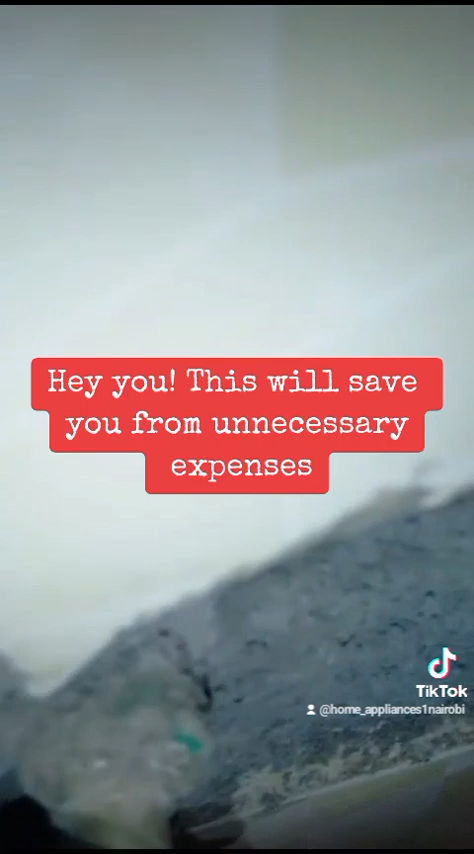 Hey you! This will save
you from unnecessary
expenses
TikTok
@home_appliances1nairobi